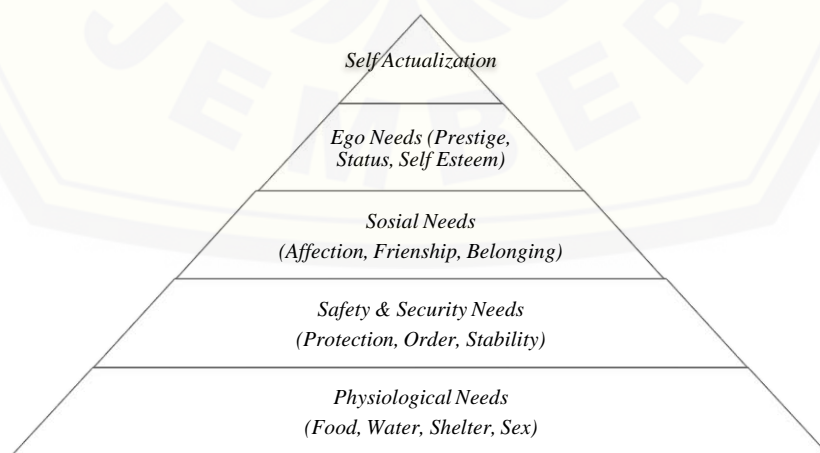 Self Actualization
Ego Needs (Prestige,
Status, Self Esteem)
Sosial Needs
(Affection, Frienship, Belonging)
Safety & Security Needs
(Protection, Order, Stability)
Physiological Needs
(Food, Water, Shelter, Sex)
JEMBER